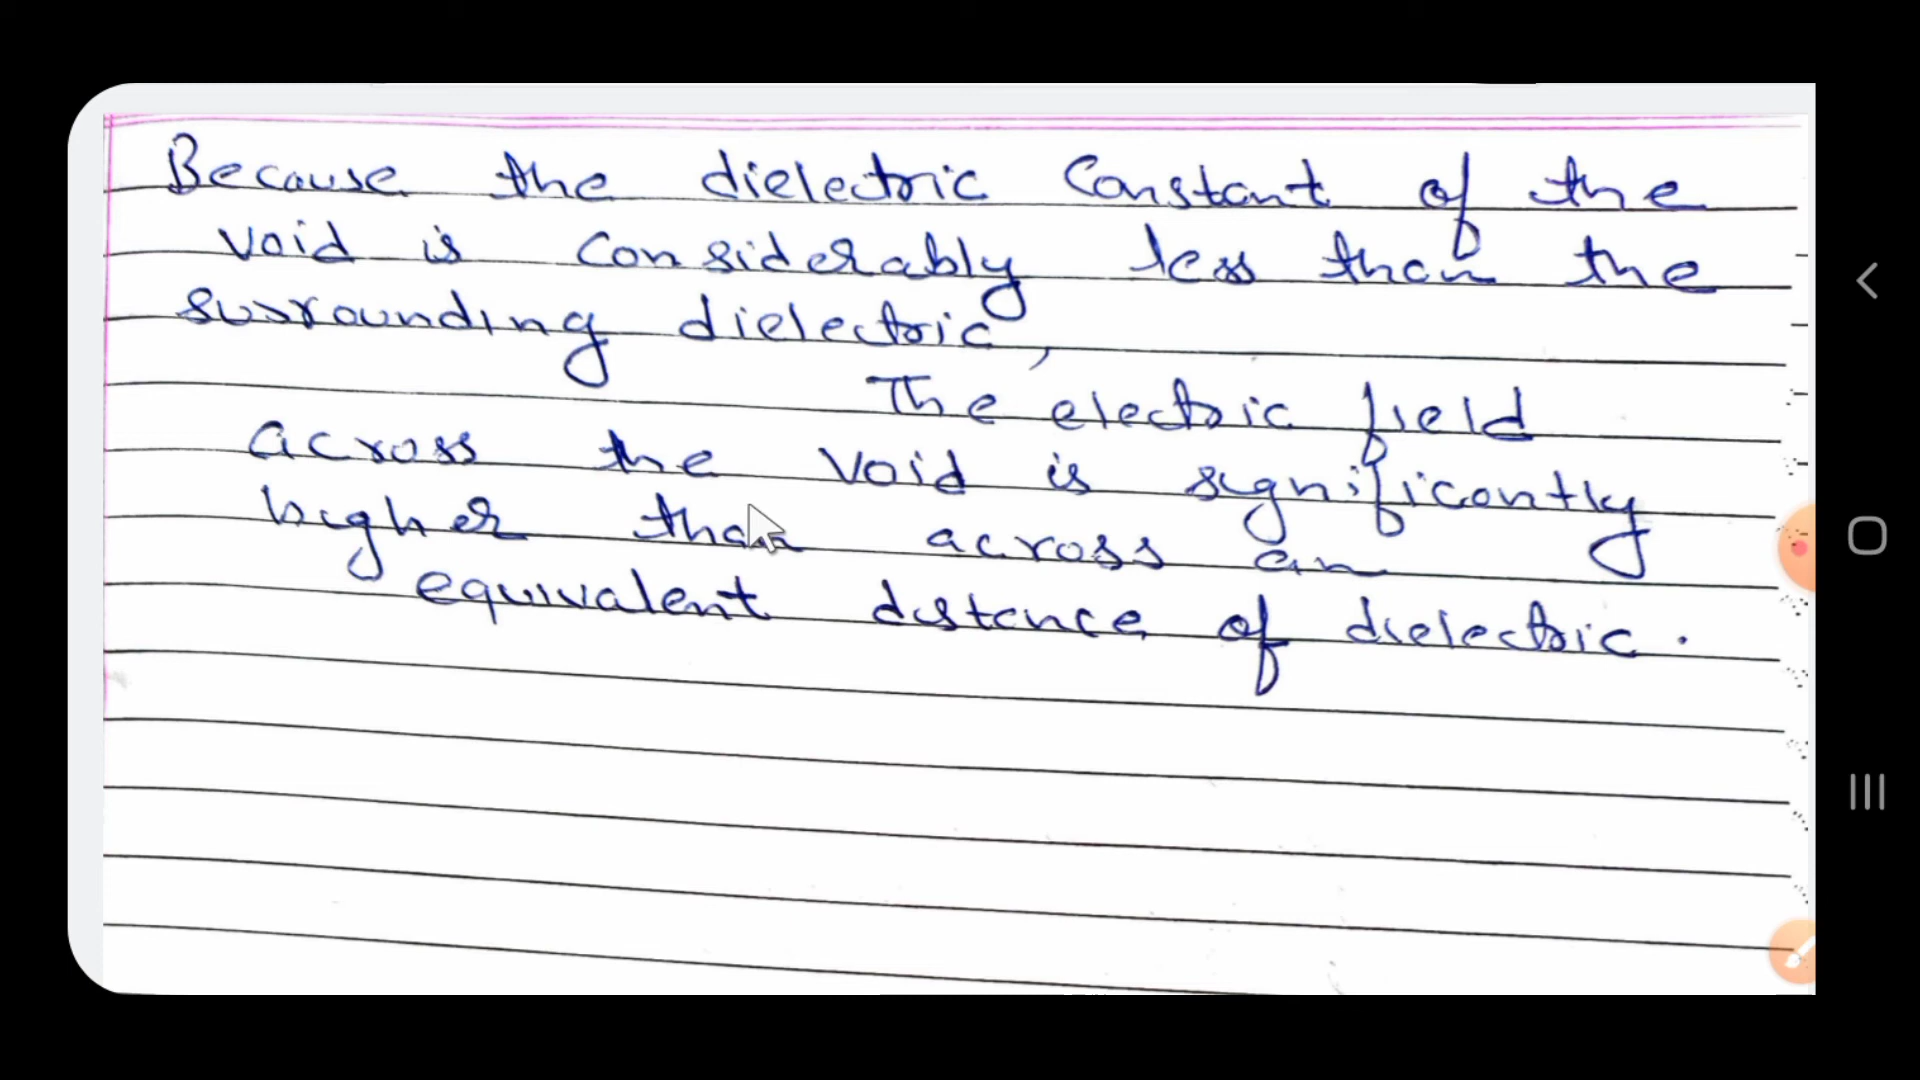 Because the dielectric constant of the
void is considerably less than the
surrounding dielectric,
The electric field
across the void is significantly
higher than across an
equivalent distance of dielectric.